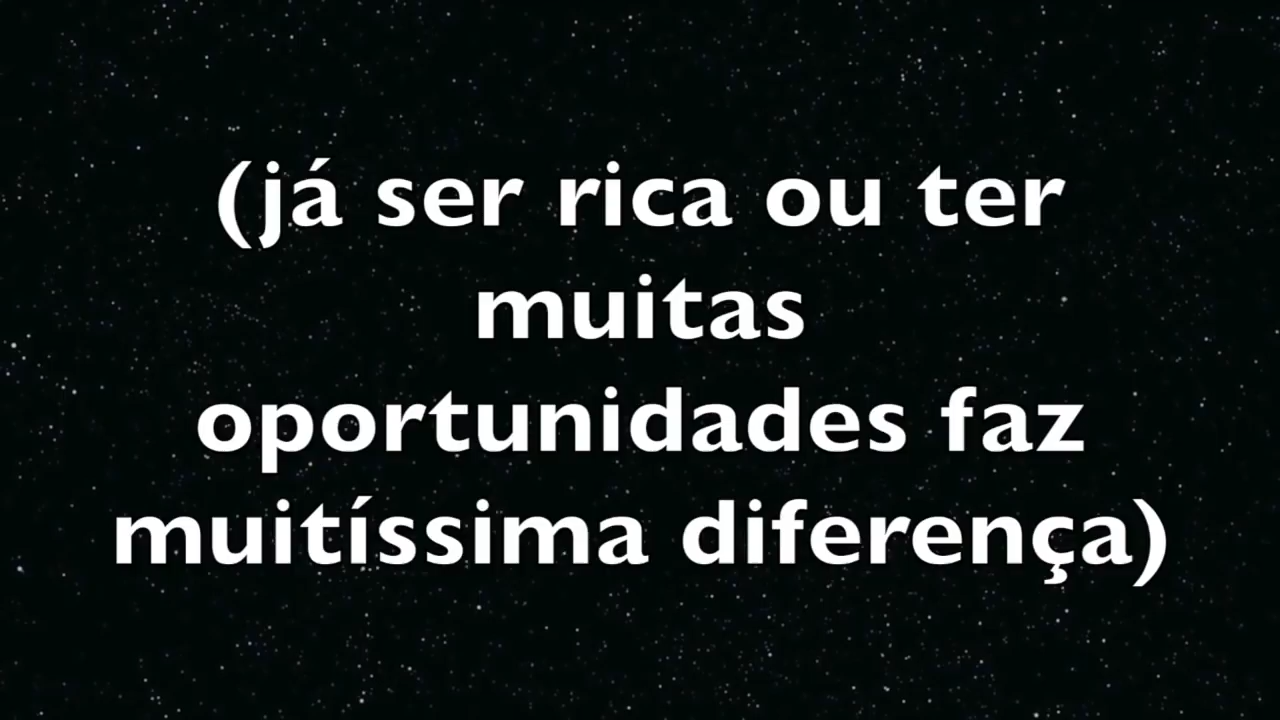 (já ser rica ou ter
muitas
oportunidades faz
muitíssima diferença)